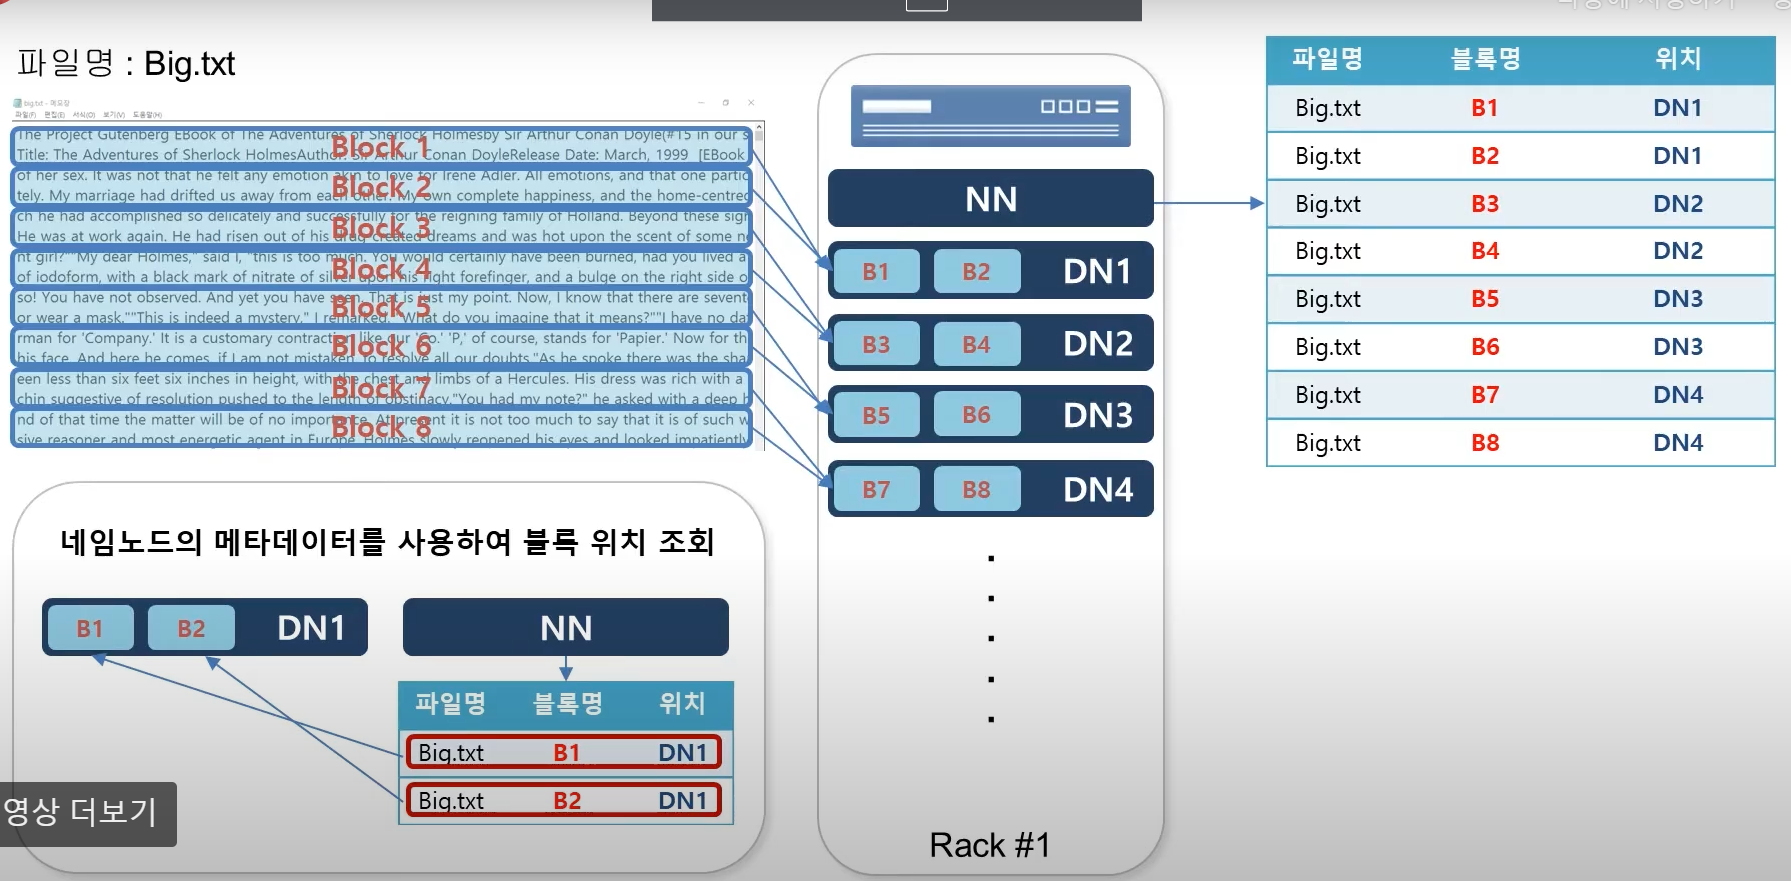 파일명 : Big.txt
big.txt - 메모장
파일(F) 편집(E) 서식(O) 보기(V) 도움말(H)
The Project Gutenberg EBook of The Adventures of Sherlock Holmesby Sir Arthur Conan Doyle(#15 in our s
Block 1
Title: The Adventures of Sherlock HolmesAuthor: Sir Arthur Conan DoyleRelease Date: March, 1999 [EBook
of her sex. It was not that he felt any emotion akin to love for Irene Adler. All emotions, and that one partic
Block 2
tely. My marriage had drifted us away from each other. My own complete happiness, and the home-centred
ch he had accomplished so delicately and successfully for the reigning family of Holland. Beyond these sign
Block 3
He was at work again. He had risen out of his drug-created dreams and was hot upon the scent of some n
nt girl?""My dear Holmes," said I, "this is too much. You would certainly have been burned, had you lived a
Block 4
of iodoform, with a black mark of nitrate of silver upon his right forefinger, and a bulge on the right side o
so! You have not observed. And yet you have seen. That is just my point. Now, I know that there are sevent
Block 5
or wear a mask.""This is indeed a mystery," I remarked. "What do you imagine that it means?""I have no da
rman for 'Company.' It is a customary contraction like our 'Co.' 'P,' of course, stands for 'Papier.' Now for th
Block 6
his face. And here he comes, if I am not mistaken, to resolve all our doubts."As he spoke there was the sha
een less than six feet six inches in height, with the chest and limbs of a Hercules. His dress was rich with a
Block 7
chin suggestive of resolution pushed to the length of obstinacy."You had my note?" he asked with a deep h
nd of that time the matter will be of no importance. At present it is not too much to say that it is of such w
Block 8
sive reasoner and most energetic agent in Europe. Holmes slowly reopened his eyes and looked impatiently
NN
B1 B2 DN1
B3 B4 DN2
B5 B6 DN3
B7 B8 DN4
Rack #1
파일명 블록명 위치
Big.txt B1 DN1
Big.txt B2 DN1
Big.txt B3 DN2
Big.txt B4 DN2
Big.txt B5 DN3
Big.txt B6 DN3
Big.txt B7 DN4
Big.txt B8 DN4
네임노드의 메타데이터를 사용하여 블록 위치 조회
B1 B2 DN1
NN
파일명 블록명 위치
Big.txt B1 DN1
Big.txt B2 DN1
영상 더보기